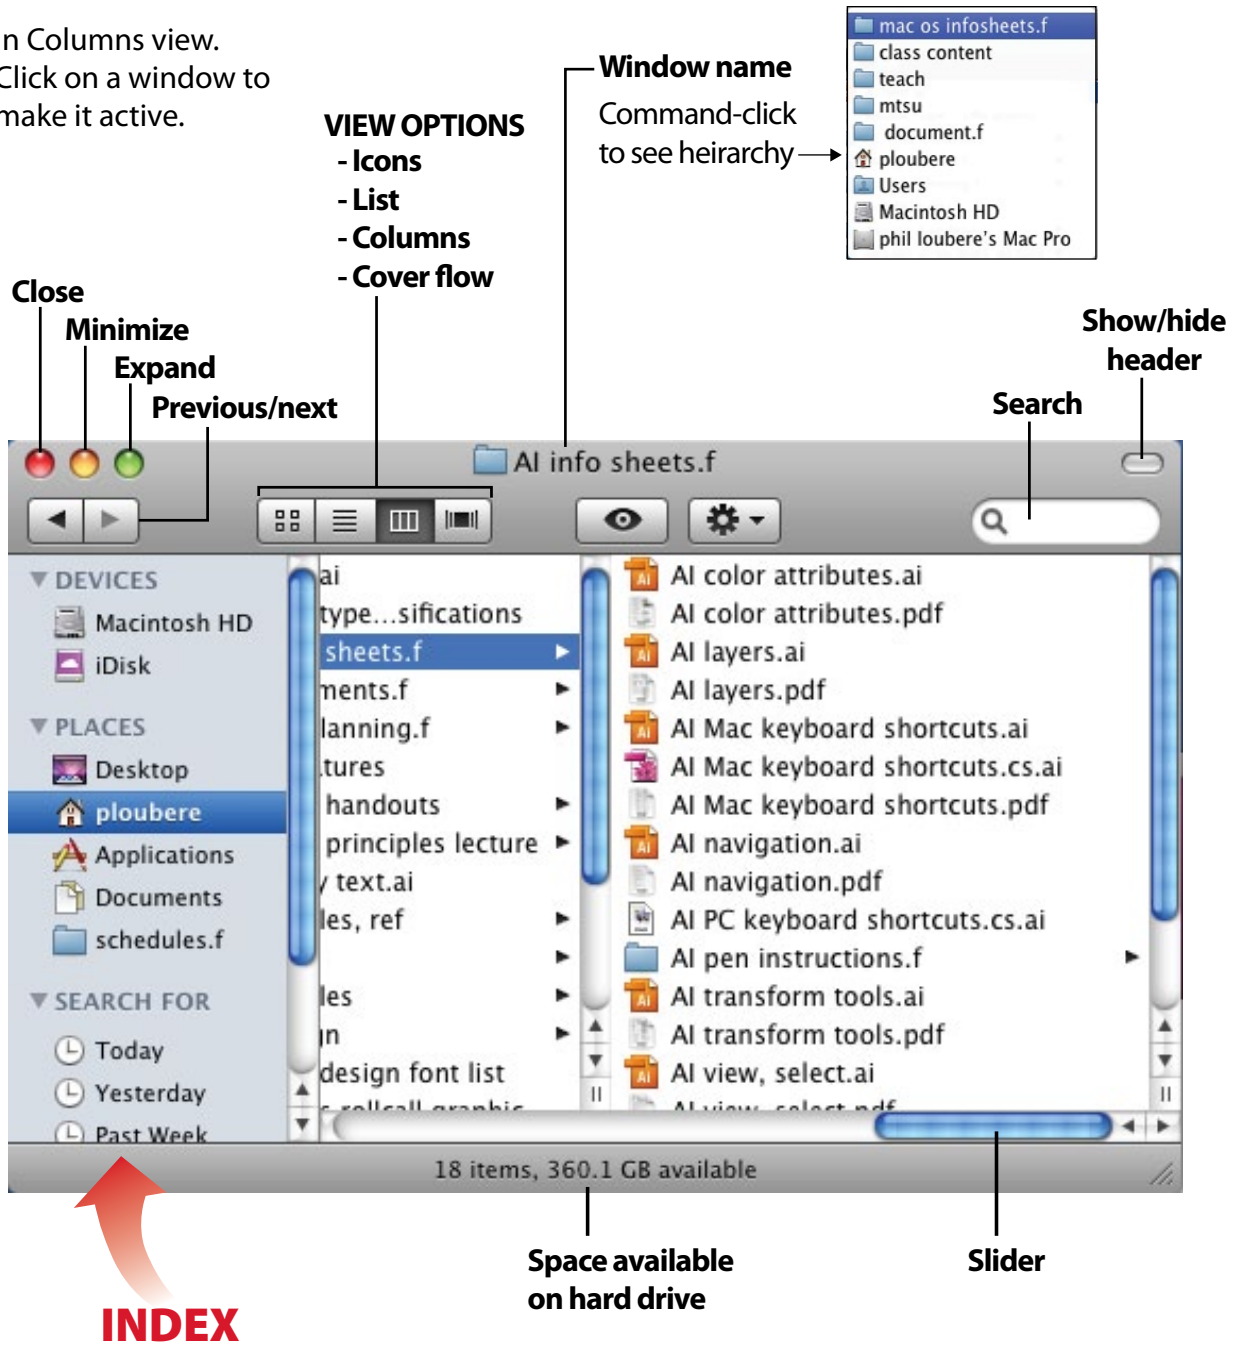 n Columns view.
Click on a window to
make it active.
VIEW OPTIONS
- Icons
- List
- Columns
- Cover flow
Window name
Command-click
to see heirarchy
mac os infosheets.f
class content
teach
mtsu
document.f
ploubere
Users
Macintosh HD
phil loubere's Mac Pro
Close
Minimize
Expand
Previous/next
Search
Show/hide
header
AI info sheets.f
DEVICES
Macintosh HD
iDisk
PLACES
Desktop
ploubere
Applications
Documents
schedules.f
SEARCH FOR
Today
Yesterday
Past Week
ai
type...sifications
sheets.f
ments.f
lanning.f
tures
handouts
principles lecture
y text.ai
les, ref
les
gn
design font list
s rollcall graphic
AI color attributes.ai
AI color attributes.pdf
AI layers.ai
AI layers.pdf
AI Mac keyboard shortcuts.ai
AI Mac keyboard shortcuts.cs.ai
AI Mac keyboard shortcuts.pdf
AI navigation.ai
AI navigation.pdf
AI PC keyboard shortcuts.cs.ai
AI pen instructions.f
AI transform tools.ai
AI transform tools.pdf
AI view, select.ai
AI view, select.pdf
18 items, 360.1 GB available
Space available
on hard drive
Slider
INDEX